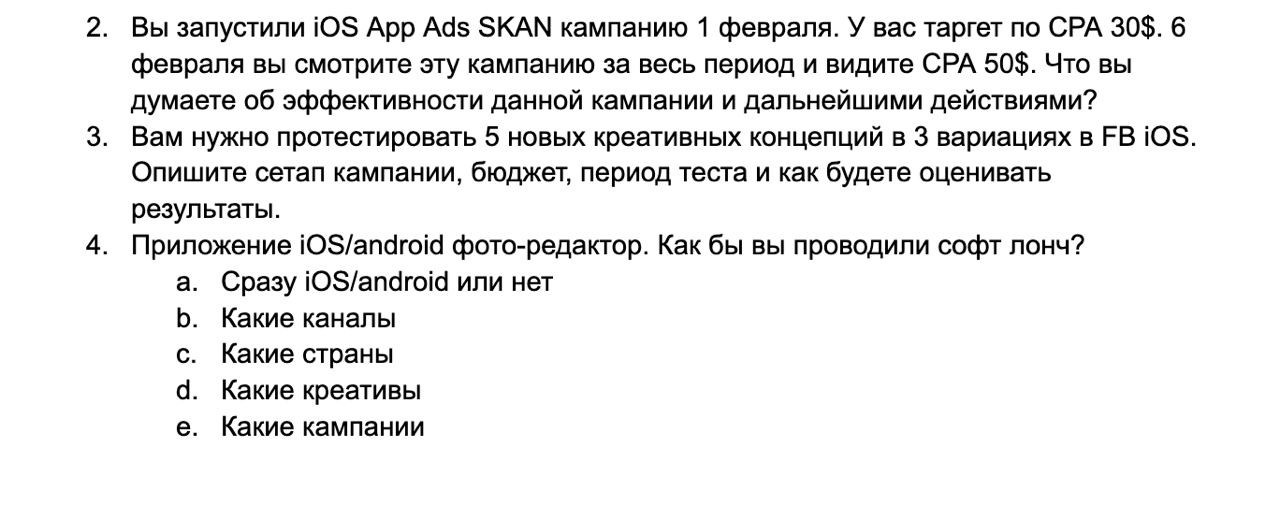 2. Вы запустили iOS App Ads SKAN кампанию 1 февраля. У вас таргет по CPA 30$. 6
февраля вы смотрите эту кампанию за весь период и видите CPA 50$. Что вы
думаете об эффективности данной кампании и дальнейшими действиями?
3. Вам нужно протестировать 5 новых креативных концепций в 3 вариациях в FB iOS.
Опишите сетап кампании, бюджет, период теста и как будете оценивать
результаты.
4. Приложение iOS/android фото-редактор. Как бы вы проводили софт лонч?
a. Сразу iOS/android или нет
b. Какие каналы
c. Какие страны
d. Какие креативы
e. Какие кампании